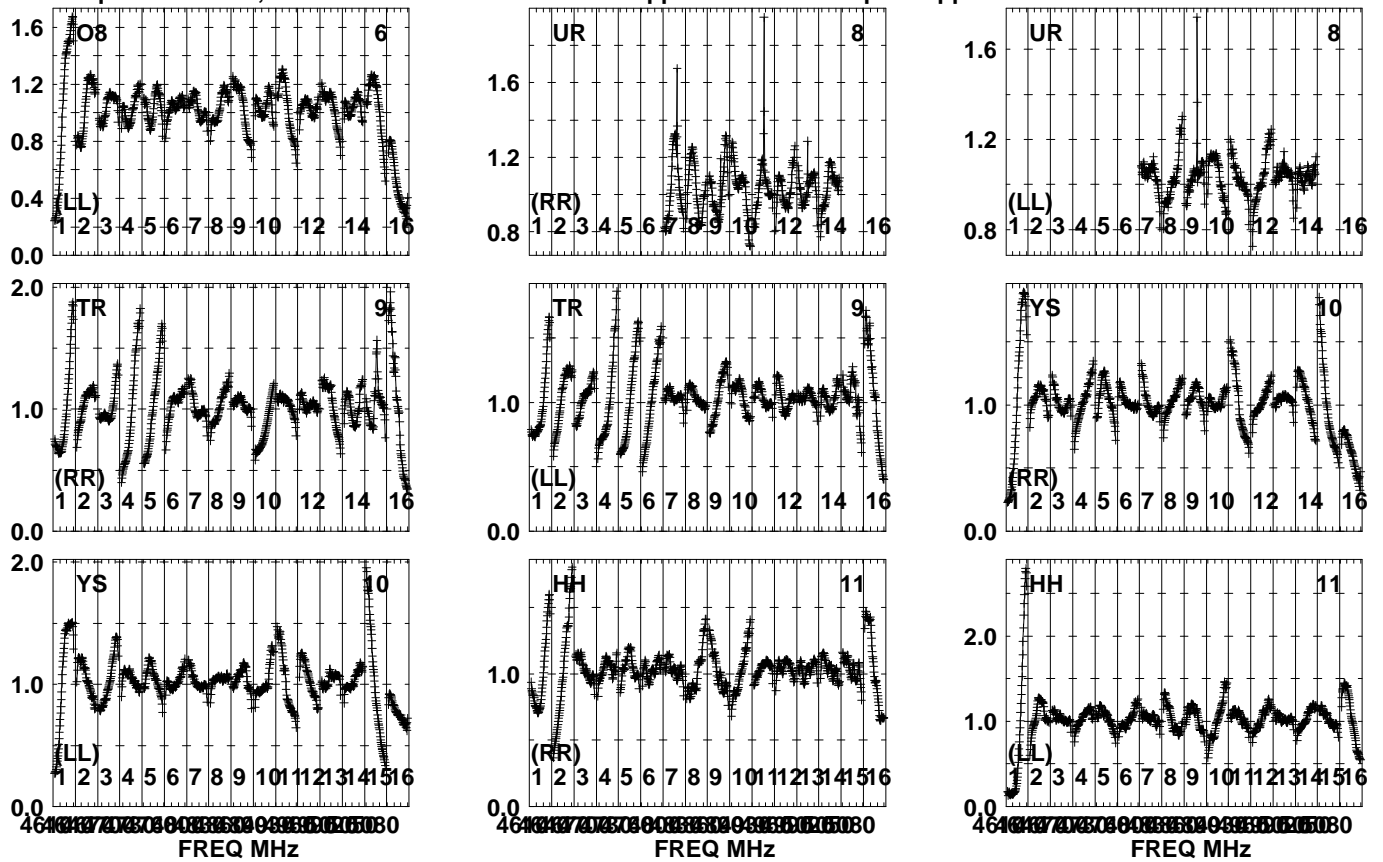 1.6 O8 6
1.2
0.8
0.4 (LL)
1 2 3 4 5 6 7 8 9 10 12 14 16
0.0
UR 8
1.6
1.2
(RR)
0.8 1 2 3 4 5 6 7 8 9 10 12 14 16
UR 8
1.6
1.2
(LL)
0.8 1 2 3 4 5 6 7 8 9 10 12 14 16
2.0 TR 9
1.0
(RR)
1 2 3 4 5 6 7 8 9 10 12 14 16
0.0
TR 9
1.0
(LL)
1 2 3 4 5 6 7 8 9 10 12 14 16
0.0
YS 10
1.0
(RR)
1 2 3 4 5 6 7 8 9 10 12 14 16
0.0
2.0 YS 10
1.0
(LL)
1 2 3 4 5 6 7 8 9 10 11 12 13 15 16
0.0
FREQ MHz
HH 11
1.0
(RR)
1 2 3 4 5 6 7 8 9 10 11 12 13 14 15 16
0.0
FREQ MHz
HH 11
2.0
1.0
(LL)
1 2 3 4 5 6 7 8 9 10 11 12 13 14 15 16
0.0
FREQ MHz